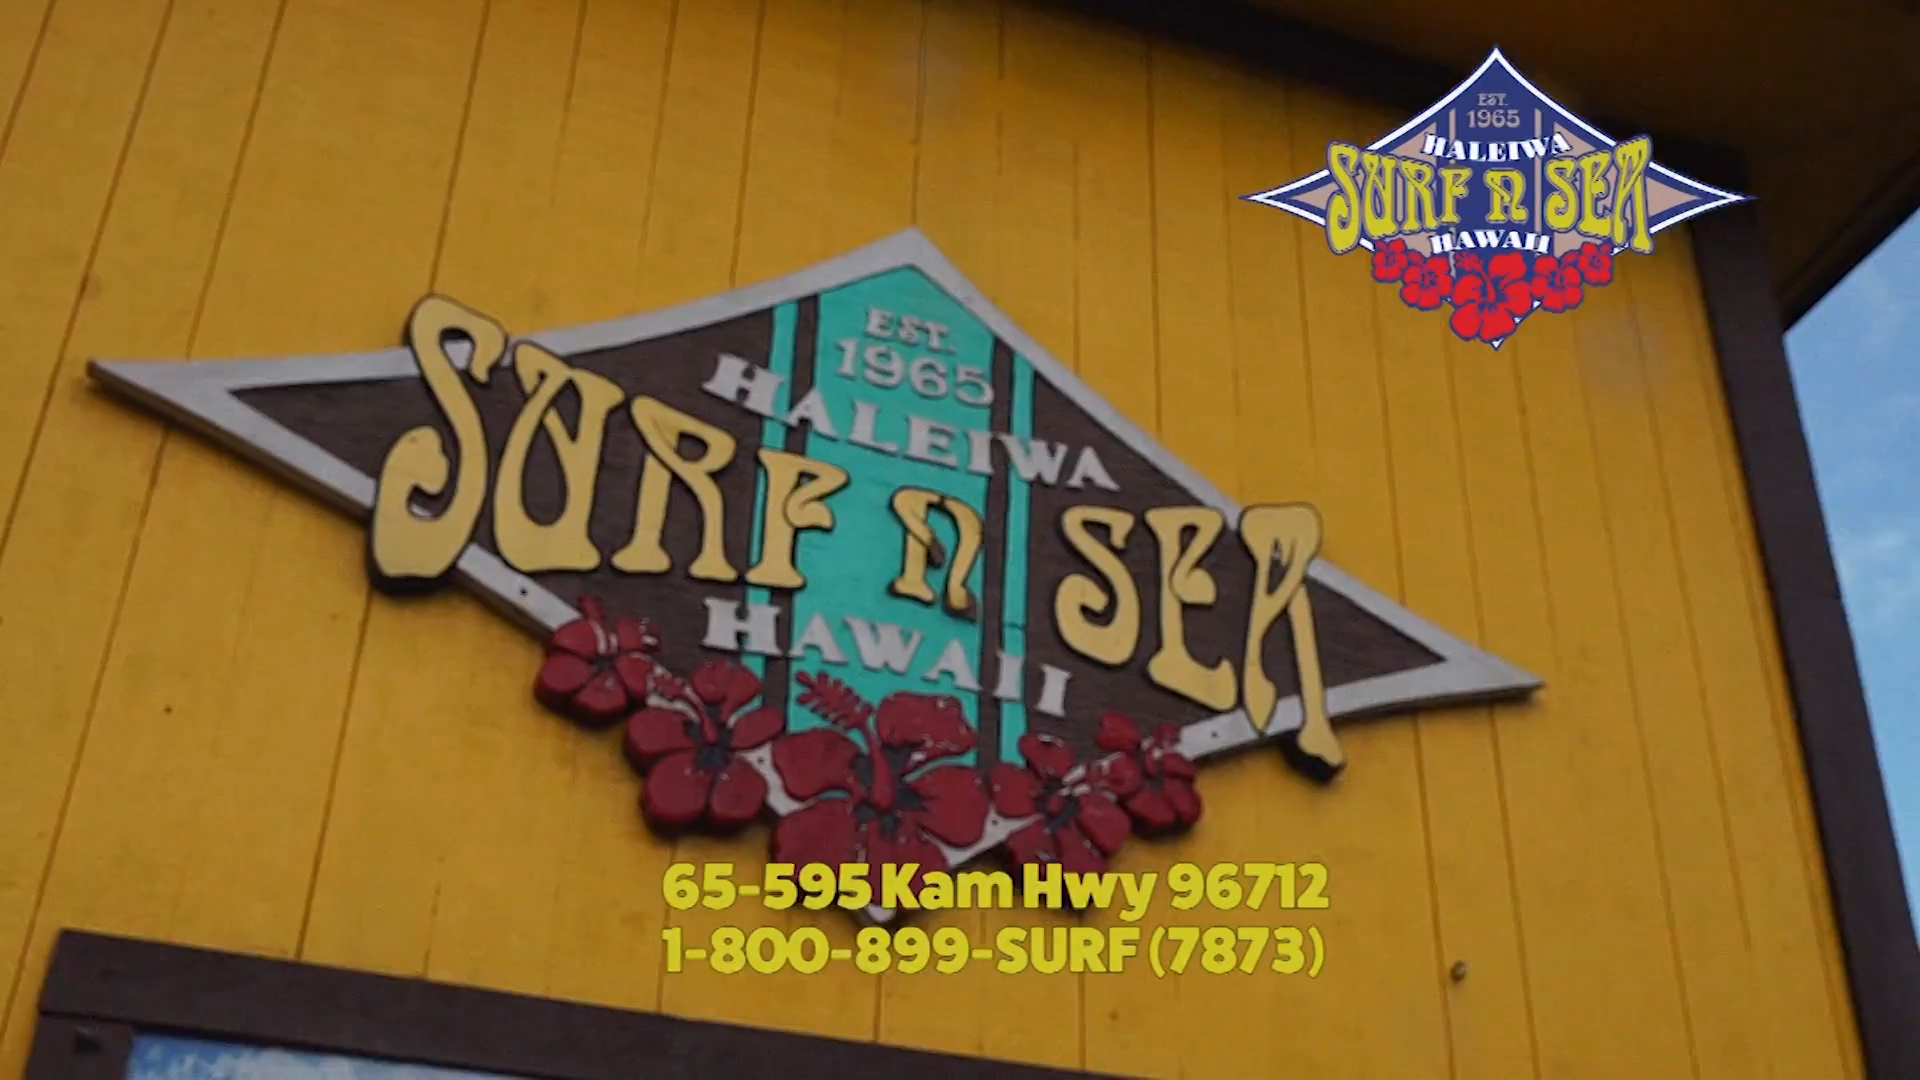 EST.
1965
HALEIWA
SURF N SEA
HAWAII
EST.
1965
HALEIWA
SURF N SEA
HAWAII
65-595 Kam Hwy 96712
1-800-899-SURF (7873)